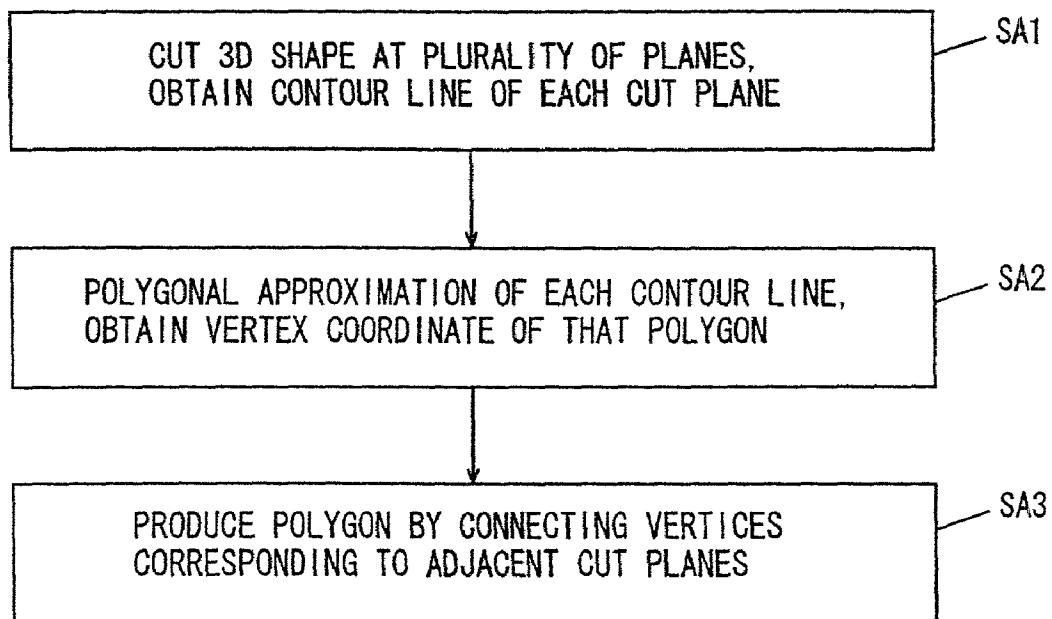 CUT 3D SHAPE AT PLURALITY OF PLANES,
OBTAIN CONTOUR LINE OF EACH CUT PLANE
SA1
POLYGONAL APPROXIMATION OF EACH CONTOUR LINE,
OBTAIN VERTEX COORDINATE OF THAT POLYGON
SA2
PRODUCE POLYGON BY CONNECTING VERTICES
CORRESPONDING TO ADJACENT CUT PLANES
SA3